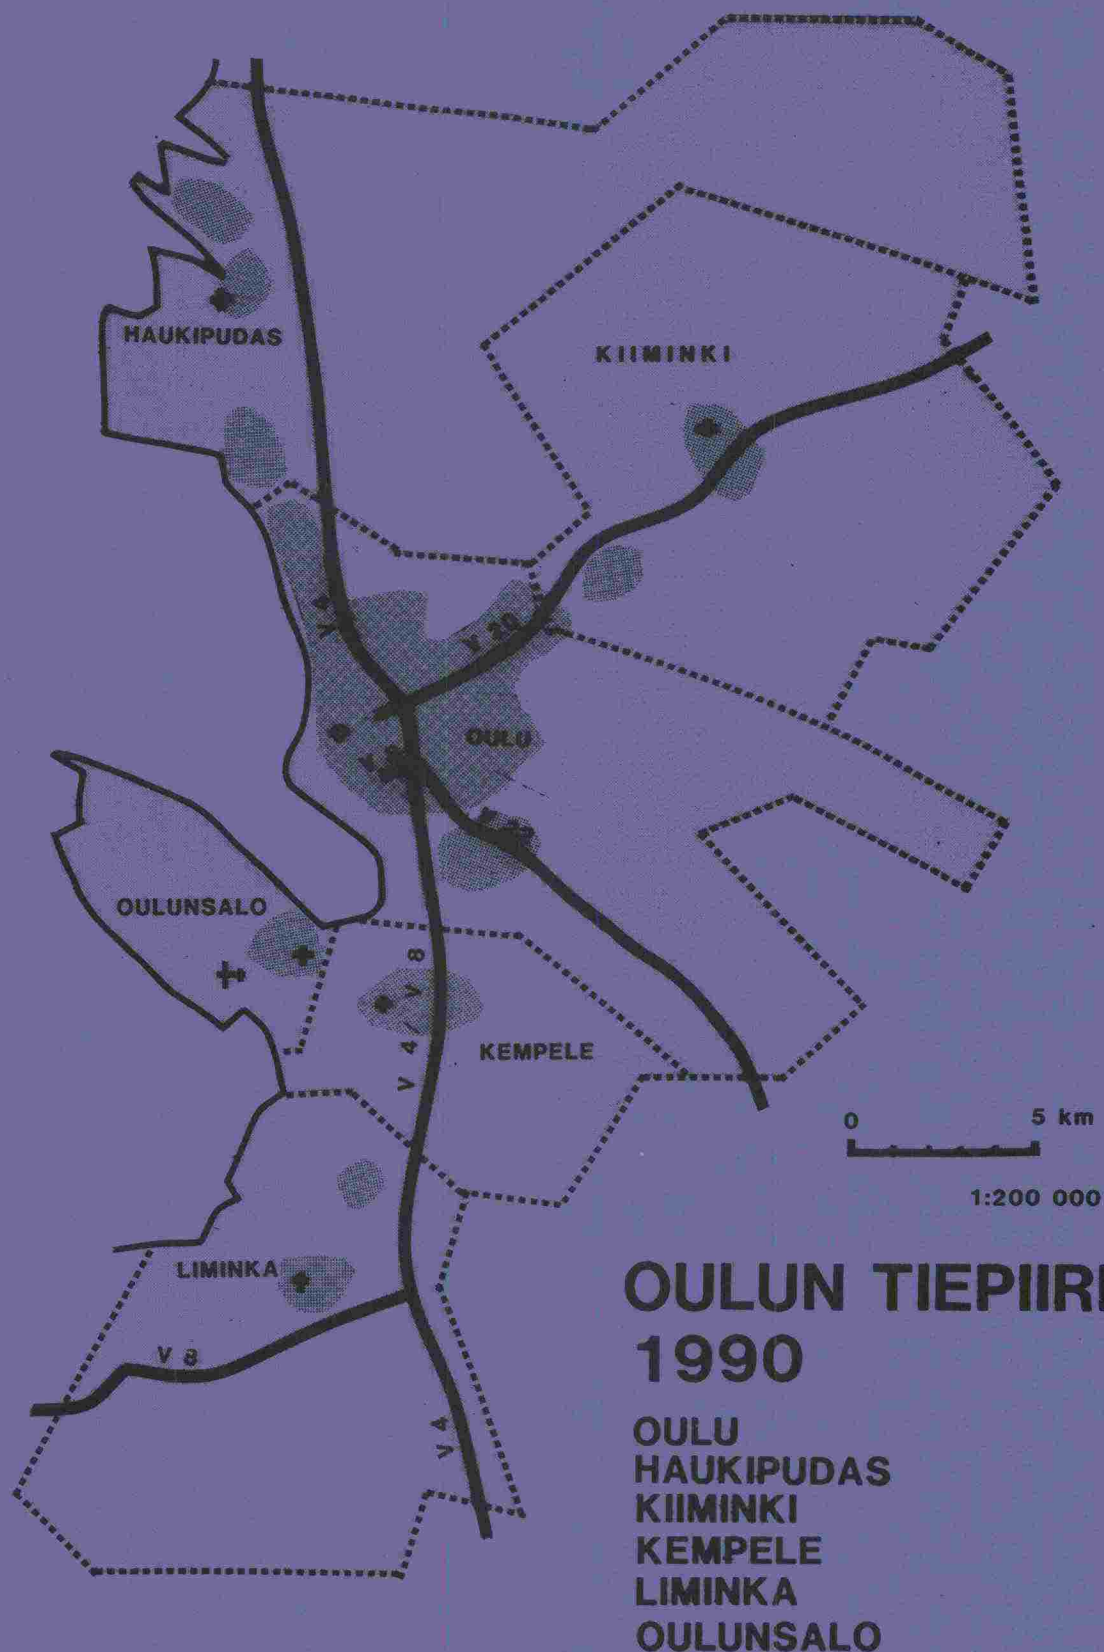 HAUKIPUDAS
KIIMINKI
V 4
V 20
OULU
OULUNSALO
V 4 / V 8
KEMPELE
0 5 km
1:200 000
LIMINKA
V 8
V 4
OULUN TIEPIIRI
1990
OULU
HAUKIPUDAS
KIIMINKI
KEMPELE
LIMINKA
OULUNSALO